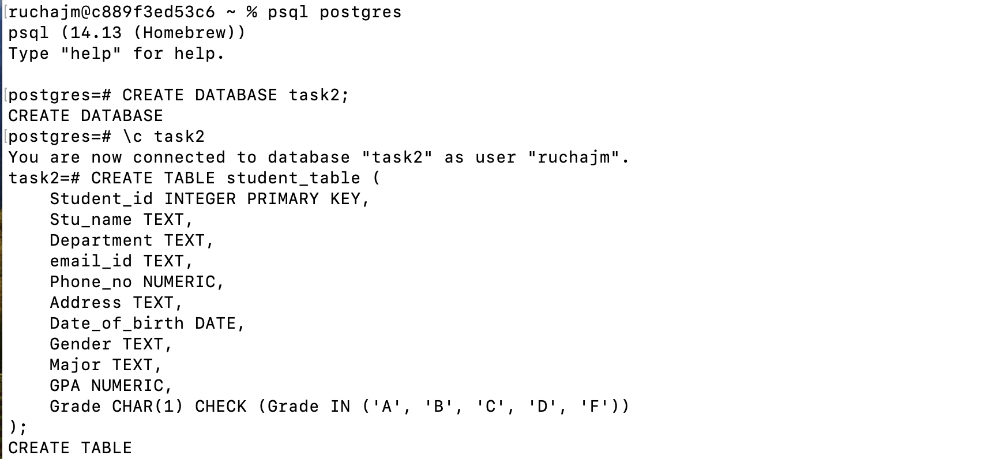 [ruchajm@c889f3ed53c6 ~ % psql postgres
psql (14.13 (Homebrew))
Type "help" for help.
[postgres=# CREATE DATABASE task2;
CREATE DATABASE
[postgres=# \c task2
You are now connected to database "task2" as user "ruchajm".
task2=# CREATE TABLE student_table (
    Student_id INTEGER PRIMARY KEY,
    Stu_name TEXT,
    Department TEXT,
    email_id TEXT,
    Phone_no NUMERIC,
    Address TEXT,
    Date_of_birth DATE,
    Gender TEXT,
    Major TEXT,
    GPA NUMERIC,
    Grade CHAR(1) CHECK (Grade IN ('A', 'B', 'C', 'D', 'F'))
);
CREATE TABLE